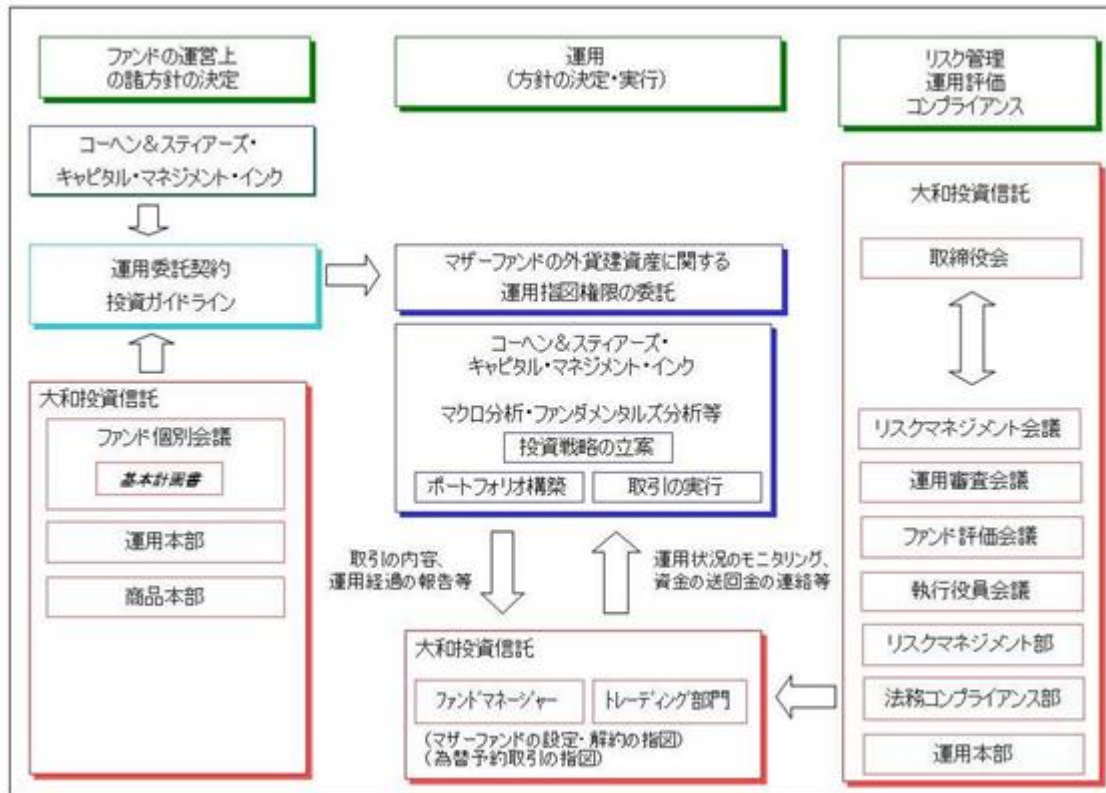 ファンドの運営上
の諸方針の決定
運用
(方針の決定・実行)
リスク管理
運用評価
コンプライアンス
コーヘン&スティアーズ・
キャピタル・マネジメント・インク
運用委託契約
投資ガイドライン
マザーファンドの外貨建資産に関する
運用指図権限の委託
大和投資信託
ファンド個別会議
基本計画書
運用本部
商品本部
コーヘン&スティアーズ・
キャピタル・マネジメント・インク
マクロ分析・ファンダメンタルズ分析等
投資戦略の立案
ポートフォリオ構築
取引の実行
取引の内容、
運用経過の報告等
運用状況のモニタリング、
資金の送回金の連絡等
大和投資信託
ファンドマネージャー
トレーディング部門
(マザーファンドの設定・解約の指図)
(為替予約取引の指図)
大和投資信託
取締役会
リスクマネジメント会議
運用審査会議
ファンド評価会議
執行役員会議
リスクマネジメント部
法務コンプライアンス部
運用本部